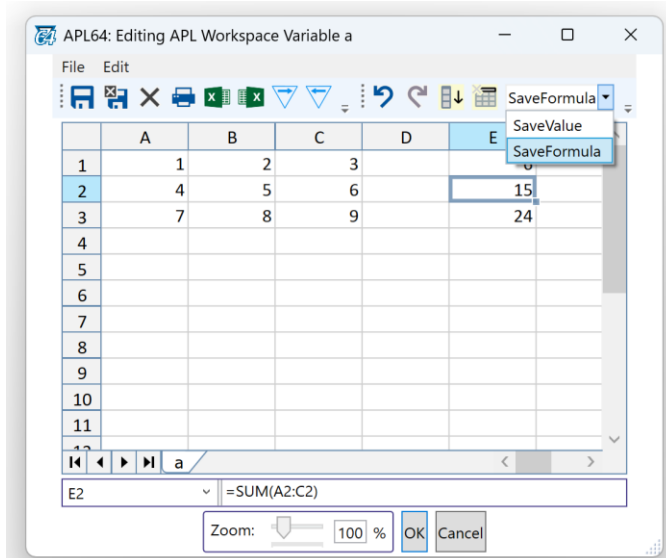 APL64: Editing APL Workspace Variable a
File Edit
SaveFormula
SaveValue
SaveFormula
A B C D E
1 1 2 3 6
2 4 5 6 15
3 7 8 9 24
4
5
6
7
8
9
10
11
a
E2 =SUM(A2:C2)
Zoom: 100 % OK Cancel